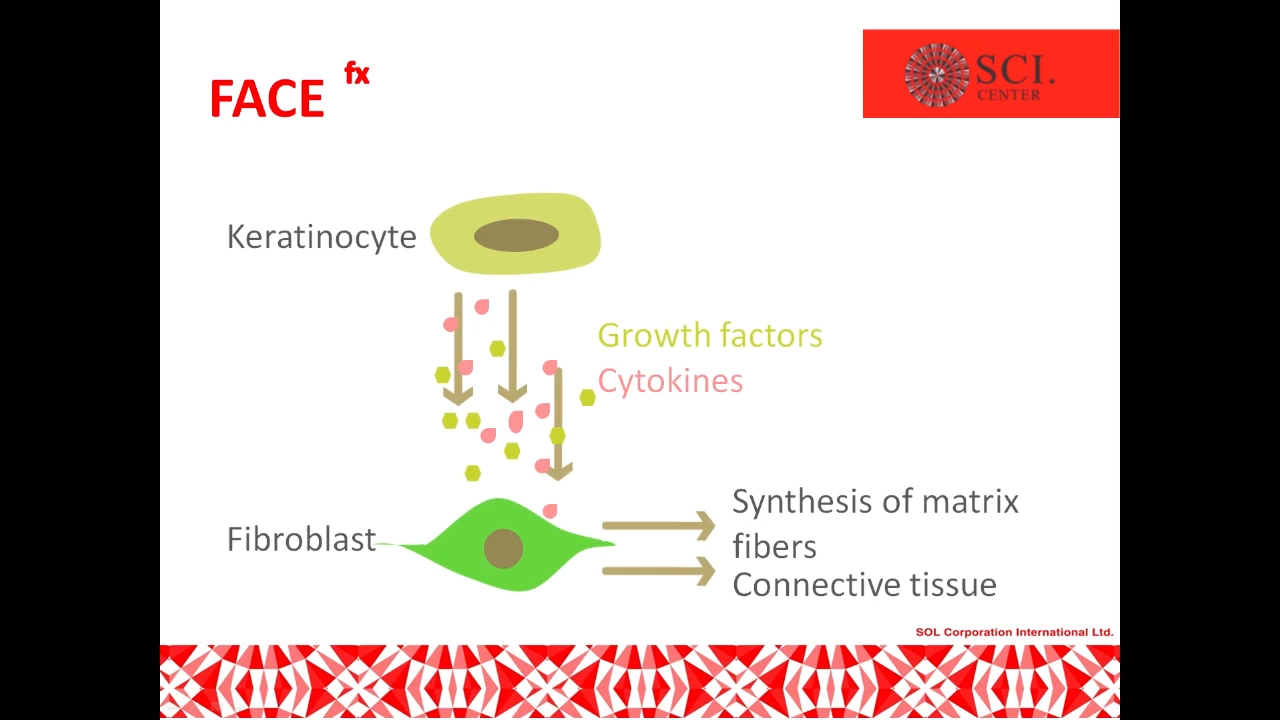 FACE fx
SCI.
CENTER
Keratinocyte
Growth factors
Cytokines
Fibroblast
Synthesis of matrix
fibers
Connective tissue
SOL Corporation International Ltd.